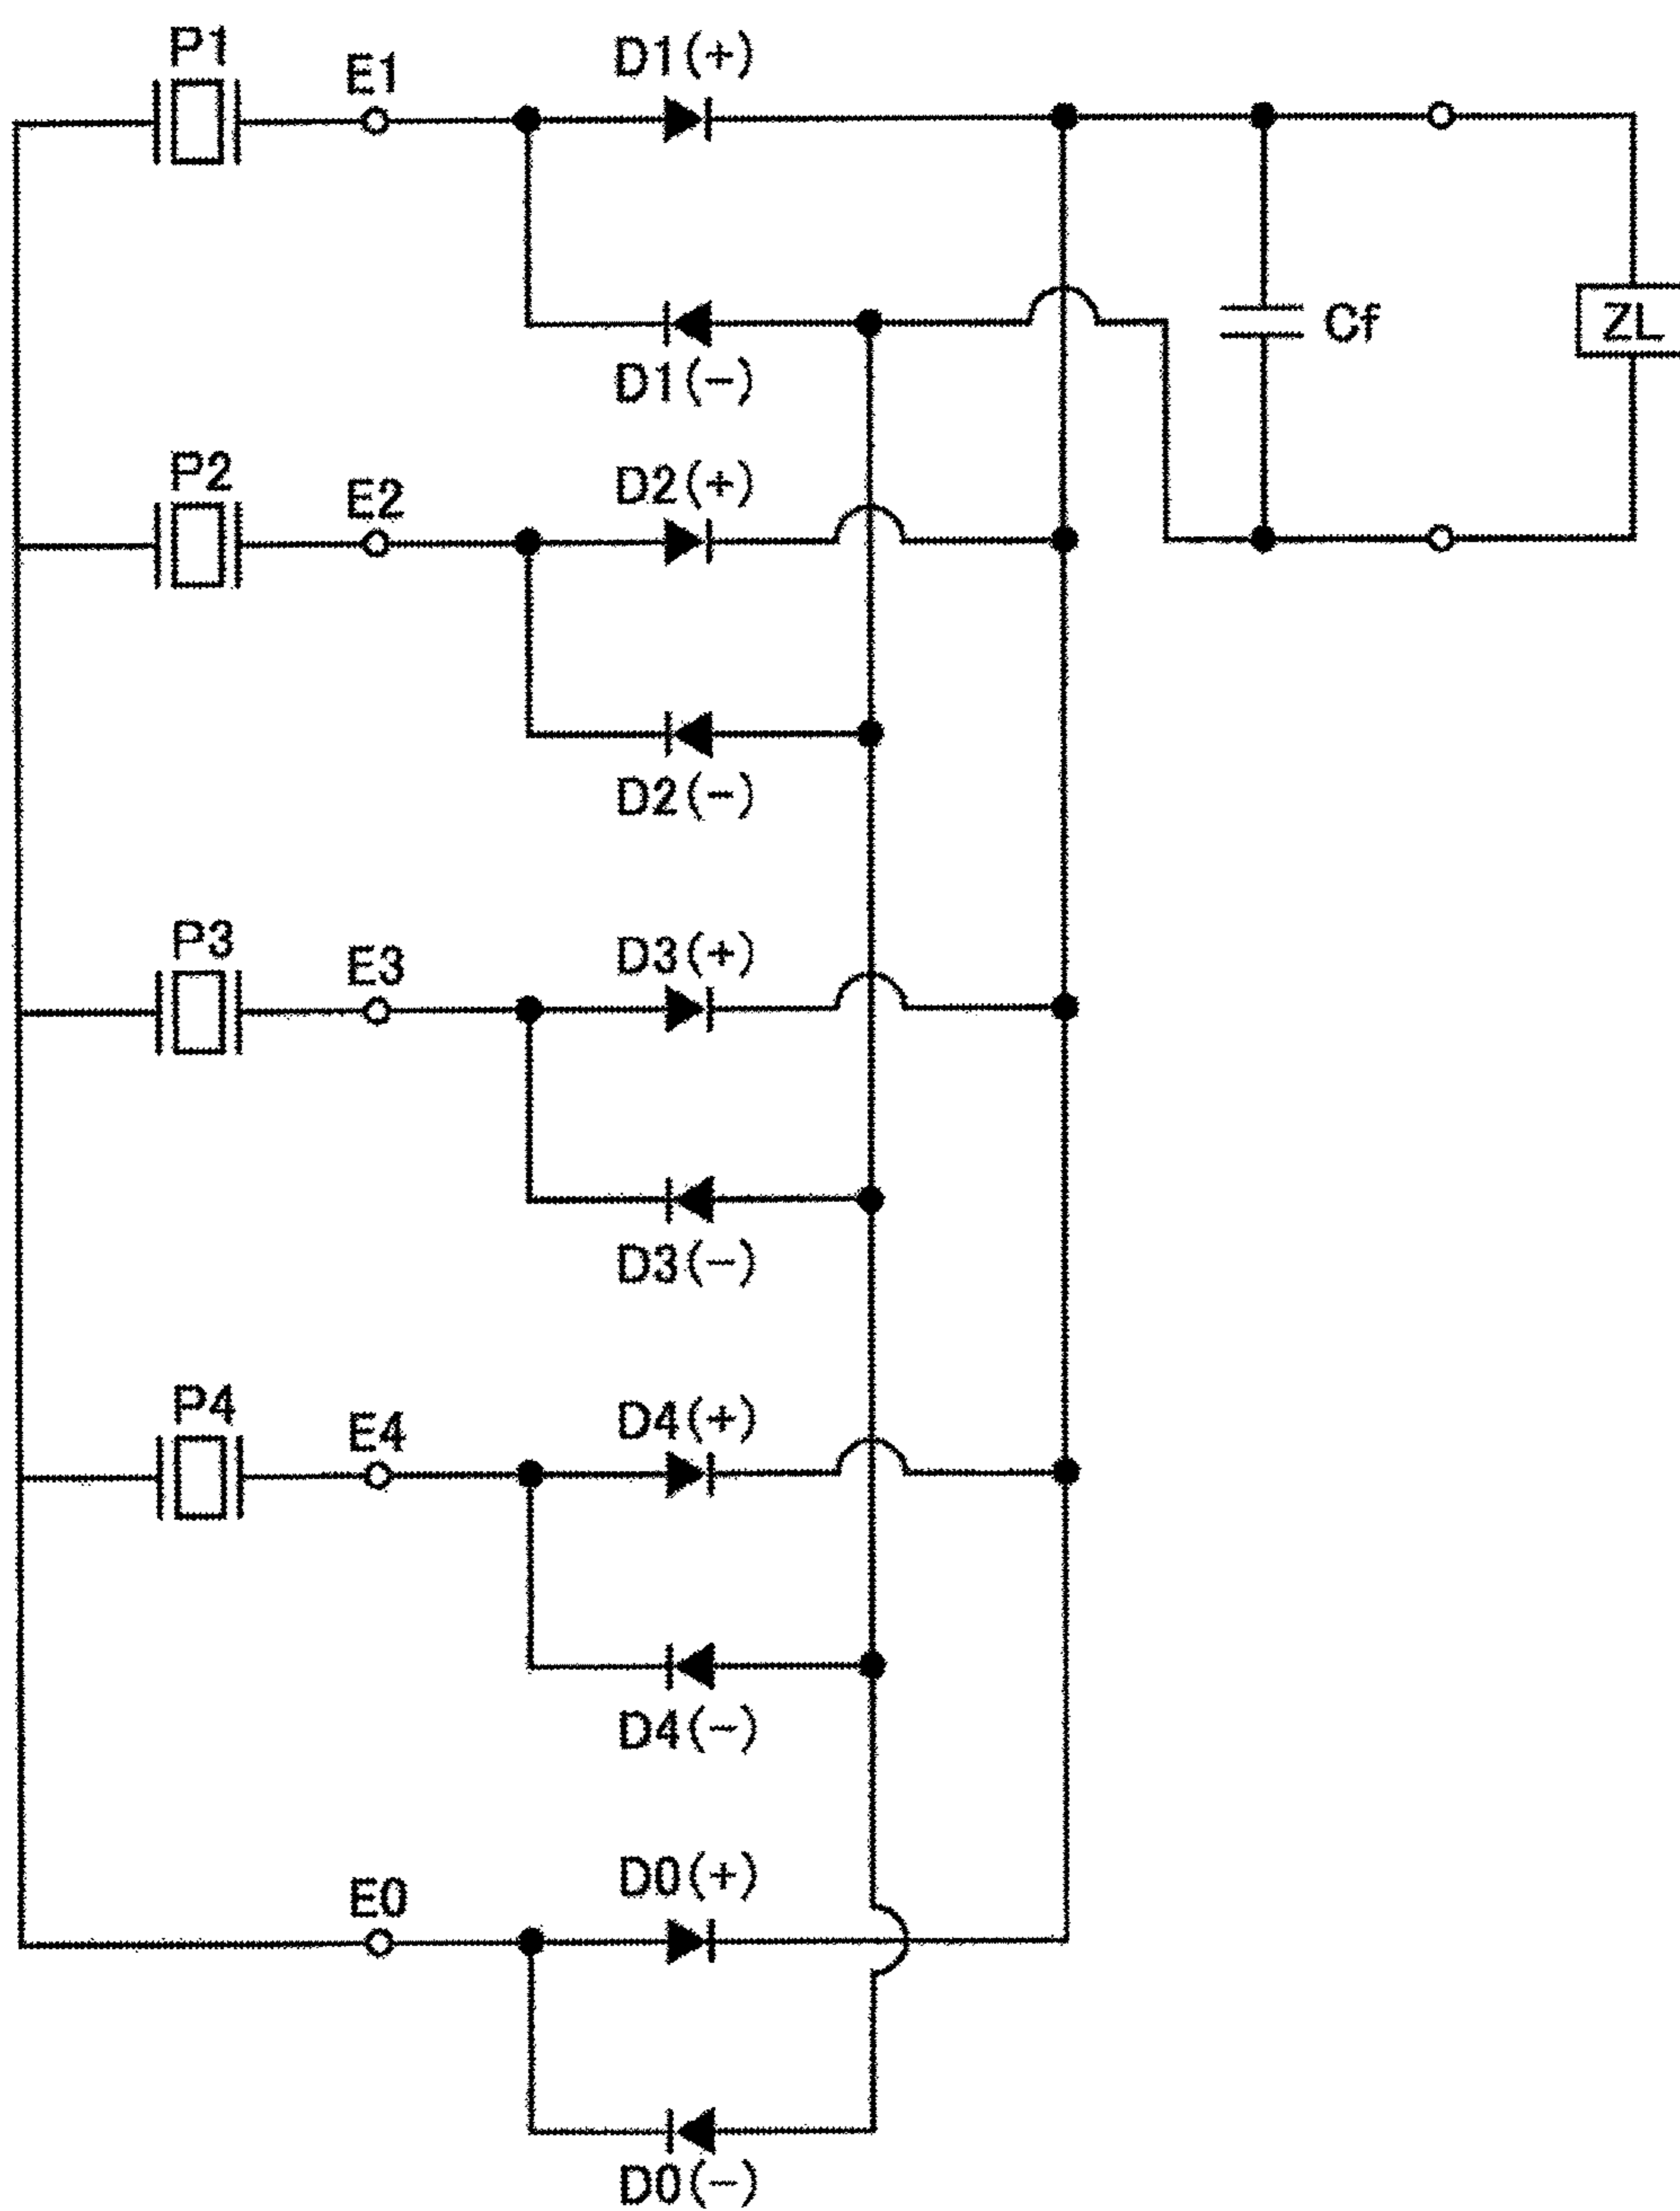 P1
E1
D1(+)
D1(-)
Cf
ZL
P2
E2
D2(+)
D2(-)
P3
E3
D3(+)
D3(-)
P4
E4
D4(+)
D4(-)
E0
D0(+)
D0(-)